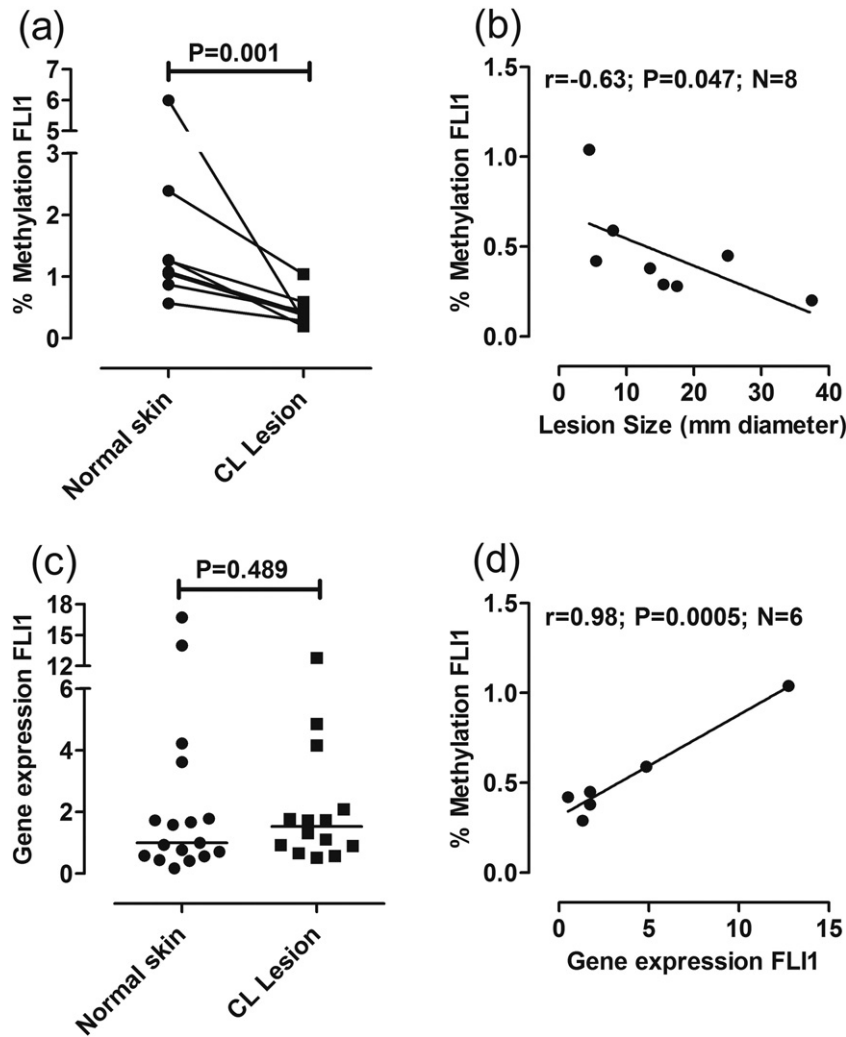 (a)
P=0.001
% Methylation FLI1
7
6
5
3
2
1
0
Normal skin
CL Lesion
(b)
r=-0.63; P=0.047; N=8
% Methylation FLI1
1.5
1.0
0.5
0.0
0 10 20 30 40
Lesion Size (mm diameter)
(c)
P=0.489
Gene expression FLI1
18
15
12
6
4
2
0
Normal skin
CL Lesion
(d)
r=0.98; P=0.0005; N=6
% Methylation FLI1
1.5
1.0
0.5
0.0
0 5 10 15
Gene expression FLI1